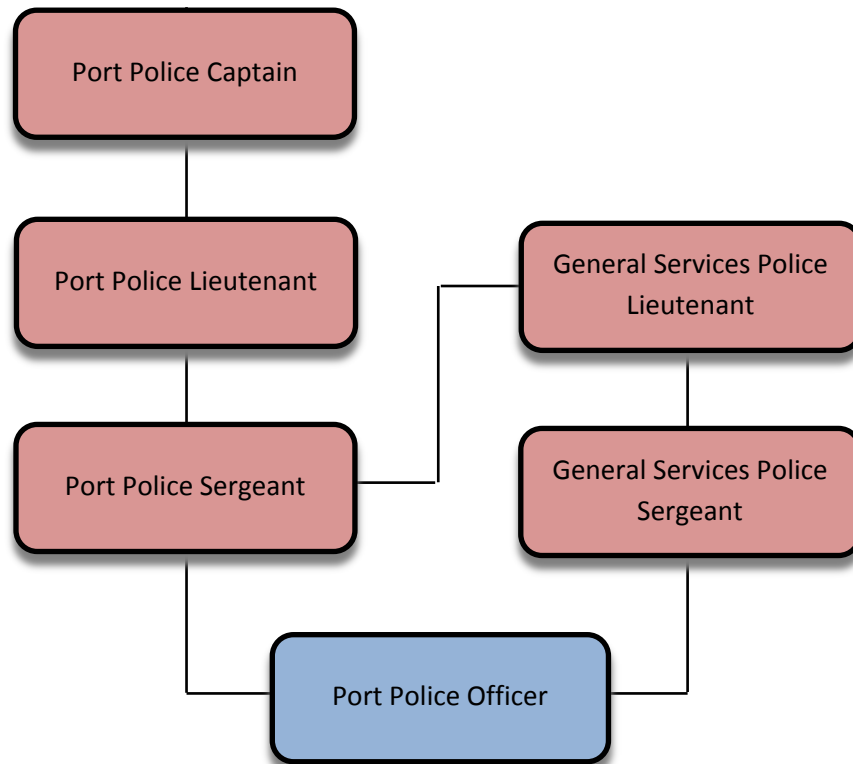 Port Police Captain
Port Police Lieutenant
General Services Police
Lieutenant
Port Police Sergeant
General Services Police
Sergeant
Port Police Officer